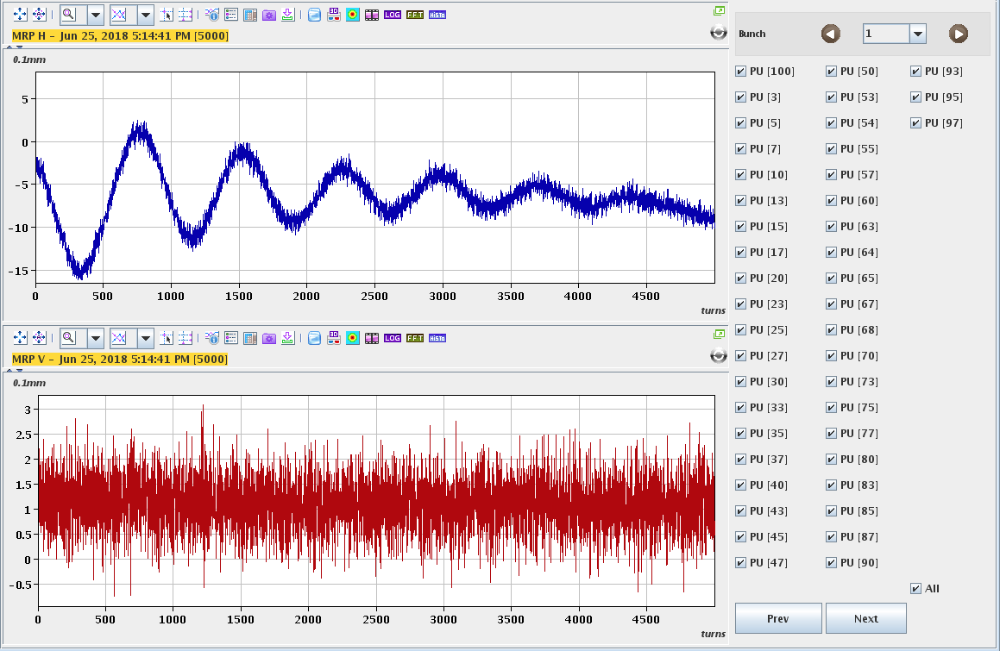 3D LOG FFT HiSto
MRP H – Jun 25, 2018 5:14:41 PM [5000]
0.1mm
5
0
-5
-10
-15
0 500 1000 1500 2000 2500 3000 3500 4000 4500
turns
3D LOG FFT HiSto
MRP V – Jun 25, 2018 5:14:41 PM [5000]
0.1mm
3
2.5
2
1.5
1
0.5
0
-0.5
0 500 1000 1500 2000 2500 3000 3500 4000 4500
turns
Bunch 1
PU [100] PU [50] PU [93]
PU [3] PU [53] PU [95]
PU [5] PU [54] PU [97]
PU [7] PU [55]
PU [10] PU [57]
PU [13] PU [60]
PU [15] PU [63]
PU [17] PU [64]
PU [20] PU [65]
PU [23] PU [67]
PU [25] PU [68]
PU [27] PU [70]
PU [30] PU [73]
PU [33] PU [75]
PU [35] PU [77]
PU [37] PU [80]
PU [40] PU [83]
PU [43] PU [85]
PU [45] PU [87]
PU [47] PU [90]
All
Prev Next